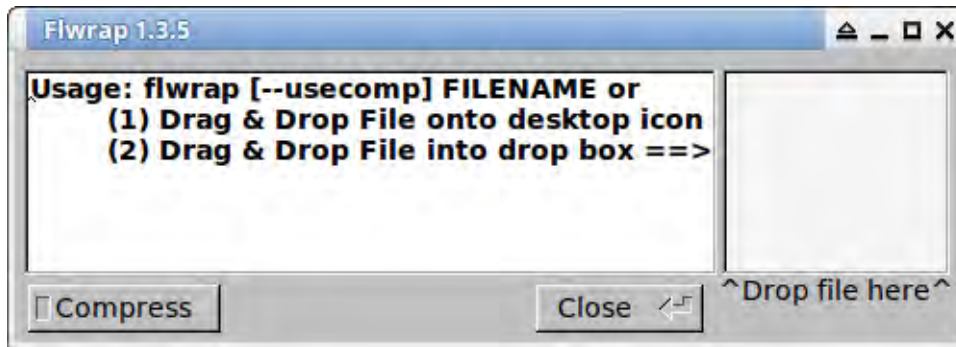 Flwrap 1.3.5
Usage: flwrap [--usecomp] FILENAME or
(1) Drag & Drop File onto desktop icon
(2) Drag & Drop File into drop box ==>
Compress
Close
^Drop file here^